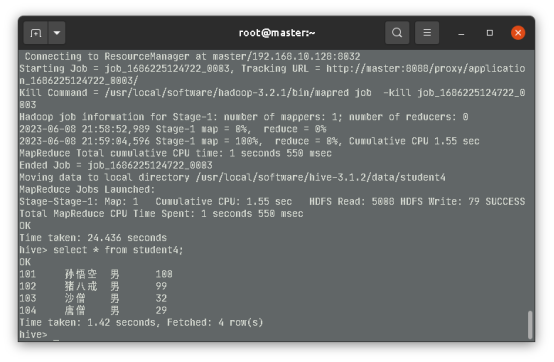 root@master:~
Connecting to ResourceManager at master/192.168.10.128:8032
Starting Job = job_1686225124722_0003, Tracking URL = http://master:8088/proxy/applicatio
n_1686225124722_0003/
Kill Command = /usr/local/software/hadoop-3.2.1/bin/mapred job  -kill job_1686225124722_0
003
Hadoop job information for Stage-1: number of mappers: 1; number of reducers: 0
2023-06-08 21:58:52,989 Stage-1 map = 0%,  reduce = 0%
2023-06-08 21:59:04,596 Stage-1 map = 100%,  reduce = 0%, Cumulative CPU 1.55 sec
MapReduce Total cumulative CPU time: 1 seconds 550 msec
Ended Job = job_1686225124722_0003
Moving data to local directory /usr/local/software/hive-3.1.2/data/student4
MapReduce Jobs Launched:
Stage-Stage-1: Map: 1   Cumulative CPU: 1.55 sec   HDFS Read: 5008 HDFS Write: 79 SUCCESS
Total MapReduce CPU Time Spent: 1 seconds 550 msec
OK
Time taken: 24.436 seconds
hive> select * from student4;
OK
101 孙悟空 男 100
102 猪八戒 男 99
103 沙僧 男 32
104 唐僧 男 29
Time taken: 1.42 seconds, Fetched: 4 row(s)
hive> _